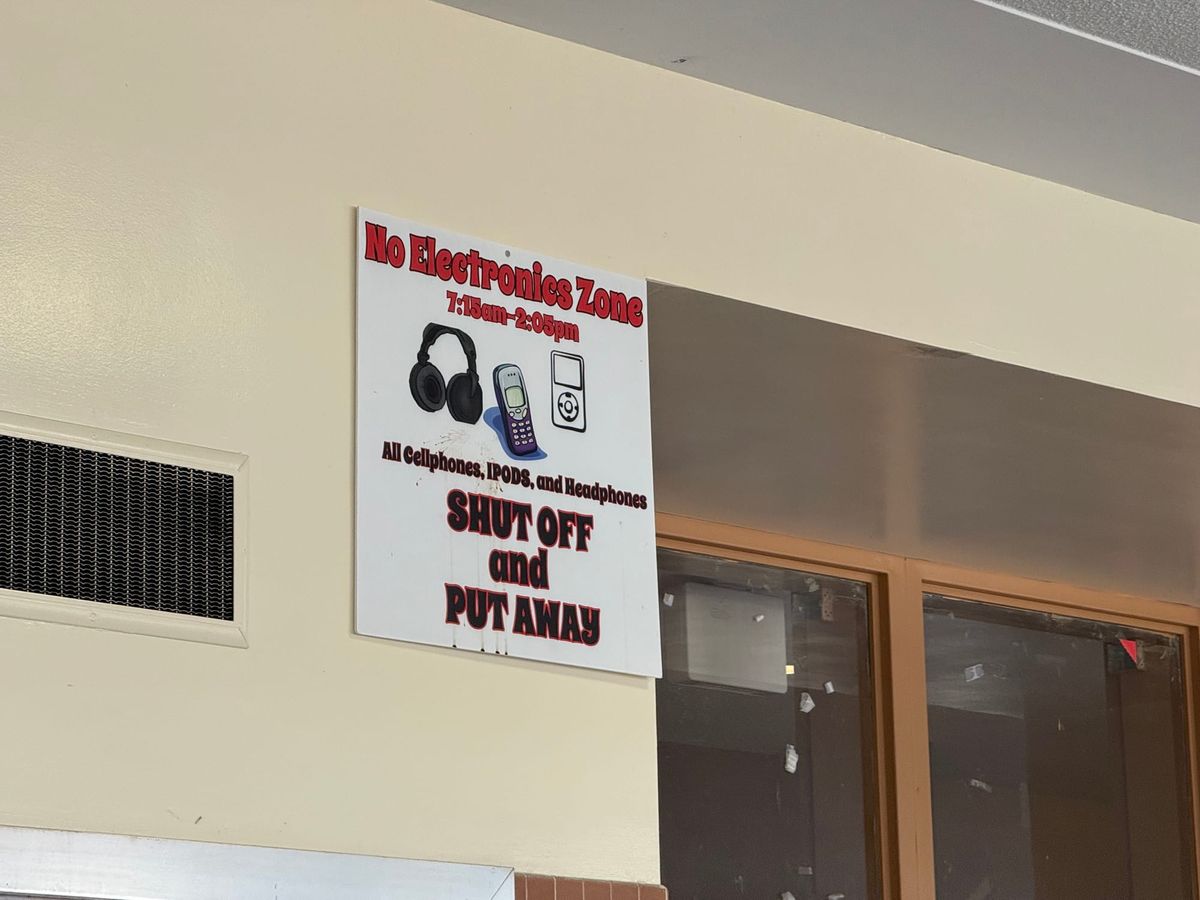 No Electronics Zone
7:15am-2:05pm
All Cellphones, IPODS, and Headphones
SHUT OFF
and
PUT AWAY